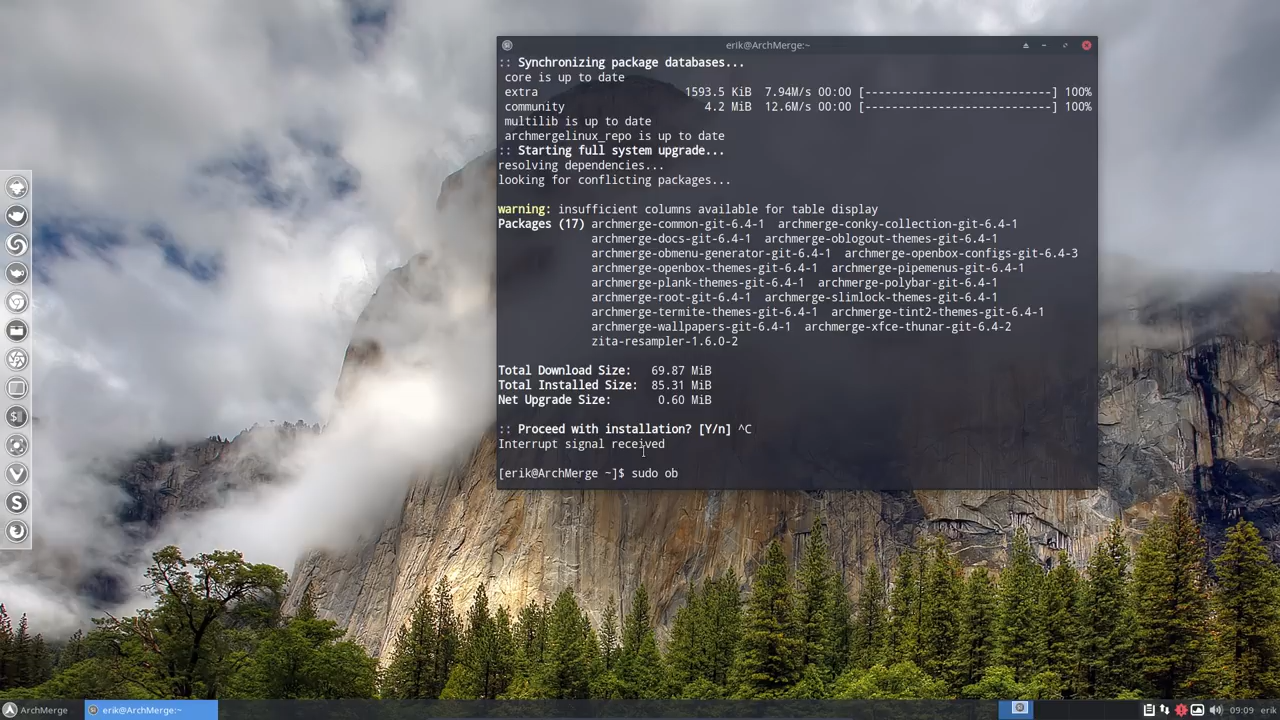 erik@ArchMerge:~
:: Synchronizing package databases...
core is up to date
extra 1593.5 KiB 7.94M/s 00:00 [----------------------------] 100%
community 4.2 MiB 12.6M/s 00:00 [----------------------------] 100%
multilib is up to date
archmergelinux_repo is up to date
:: Starting full system upgrade...
resolving dependencies...
looking for conflicting packages...
warning: insufficient columns available for table display
Packages (17) archmerge-common-git-6.4-1 archmerge-conky-collection-git-6.4-1
archmerge-docs-git-6.4-1 archmerge-oblogout-themes-git-6.4-1
archmerge-obmenu-generator-git-6.4-1 archmerge-openbox-configs-git-6.4-3
archmerge-openbox-themes-git-6.4-1 archmerge-pipemenus-git-6.4-1
archmerge-plank-themes-git-6.4-1 archmerge-polybar-git-6.4-1
archmerge-root-git-6.4-1 archmerge-slimlock-themes-git-6.4-1
archmerge-termite-themes-git-6.4-1 archmerge-tint2-themes-git-6.4-1
archmerge-wallpapers-git-6.4-1 archmerge-xfce-thunar-git-6.4-2
zita-resampler-1.6.0-2
Total Download Size: 69.87 MiB
Total Installed Size: 85.31 MiB
Net Upgrade Size: 0.60 MiB
:: Proceed with installation? [Y/n] ^C
Interrupt signal received
[erik@ArchMerge ~]$ sudo ob
ArchMerge erik@ArchMerge:~ 09:09 erik